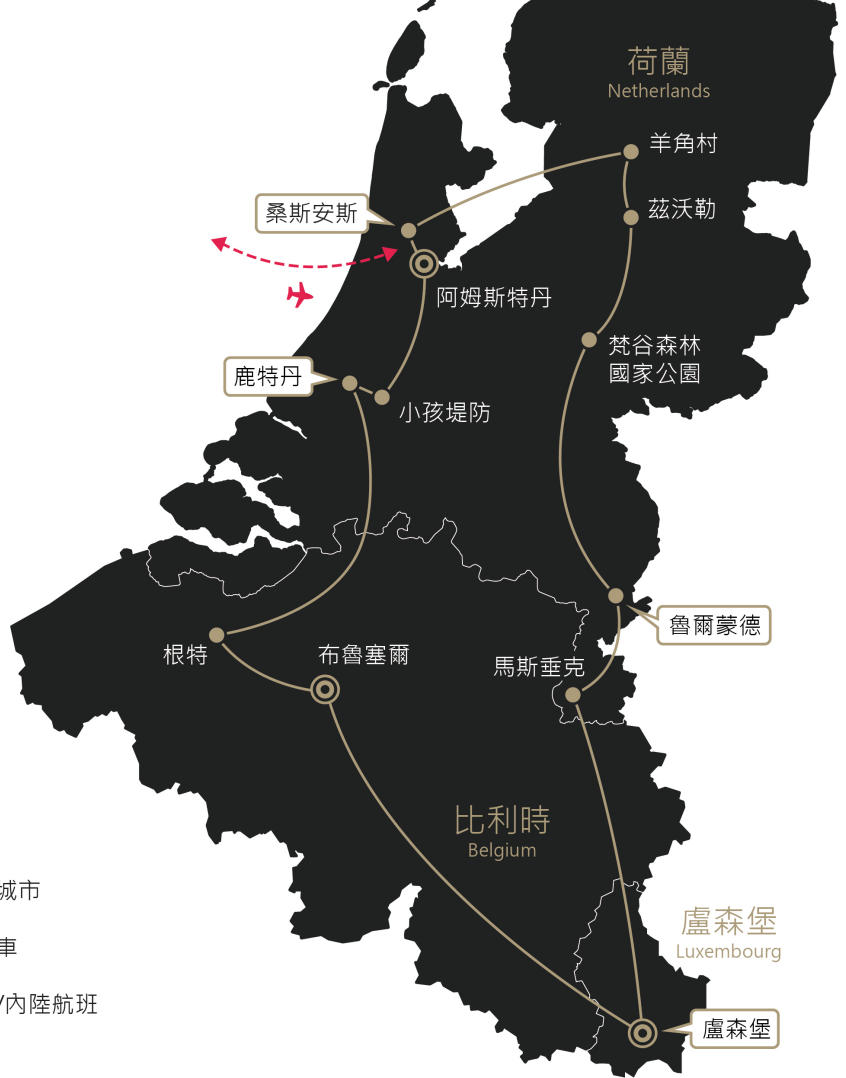 荷蘭
Netherlands
羊角村
桑斯安斯
茲沃勒
阿姆斯特丹
梵谷森林
國家公園
鹿特丹
小孩堤防
魯爾蒙德
根特
布魯塞爾
馬斯垂克
比利時
Belgium
城市
盧森堡
Luxembourg
車
/內陸航班
盧森堡